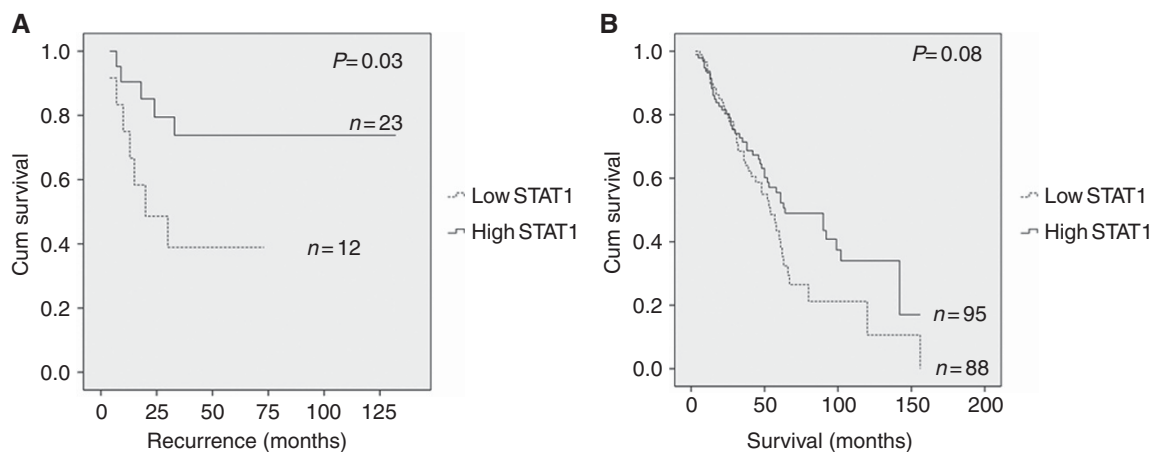 A
Cum survival
1.0
0.8
0.6
0.4
0.2
0.0
P=0.03
n=23
n=12
0 25 50 75 100 125
Recurrence (months)
Low STAT1
High STAT1
B
Cum survival
1.0
0.8
0.6
0.4
0.2
0.0
P=0.08
n=95
n=88
0 50 100 150 200
Survival (months)
Low STAT1
High STAT1